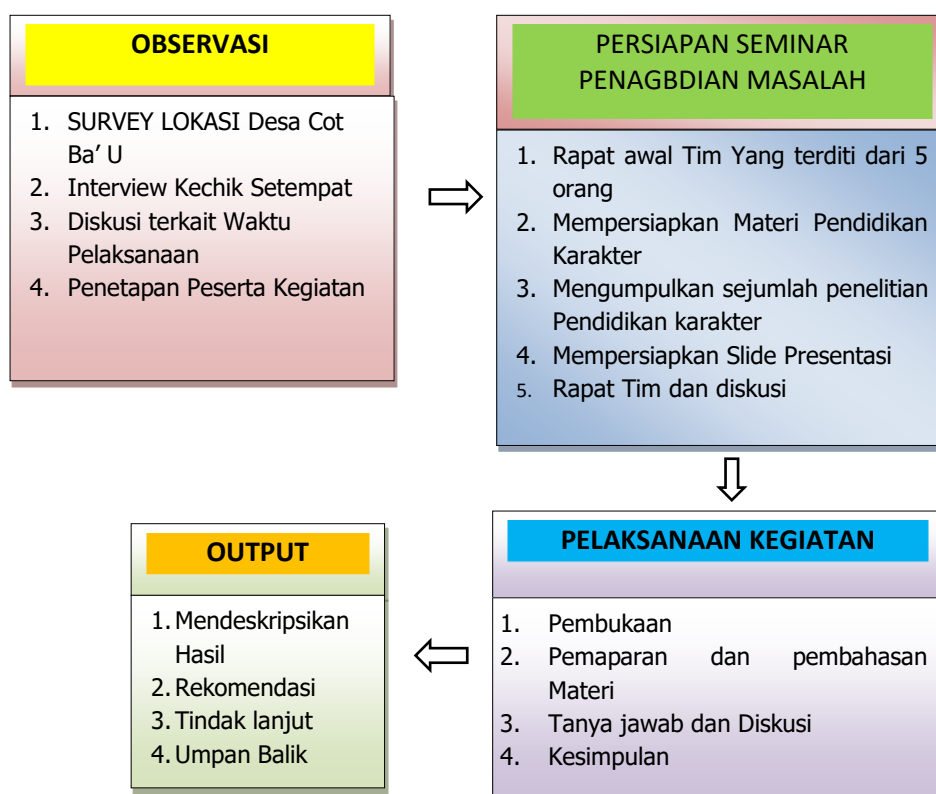 OBSERVASI
1. SURVEY LOKASI Desa Cot
Ba’ U
2. Interview Kechik Setempat
3. Diskusi terkait Waktu
Pelaksanaan
4. Penetapan Peserta Kegiatan
PERSIAPAN SEMINAR
PENAGBDIAN MASALAH
1. Rapat awal Tim Yang terditi dari 5
orang
2. Mempersiapkan Materi Pendidikan
Karakter
3. Mengumpulkan sejumlah penelitian
Pendidikan karakter
4. Mempersiapkan Slide Presentasi
5. Rapat Tim dan diskusi
PELAKSANAAN KEGIATAN
1. Pembukaan
2. Pemaparan dan pembahasan
Materi
3. Tanya jawab dan Diskusi
4. Kesimpulan
OUTPUT
1. Mendeskripsikan
Hasil
2. Rekomendasi
3. Tindak lanjut
4. Umpan Balik